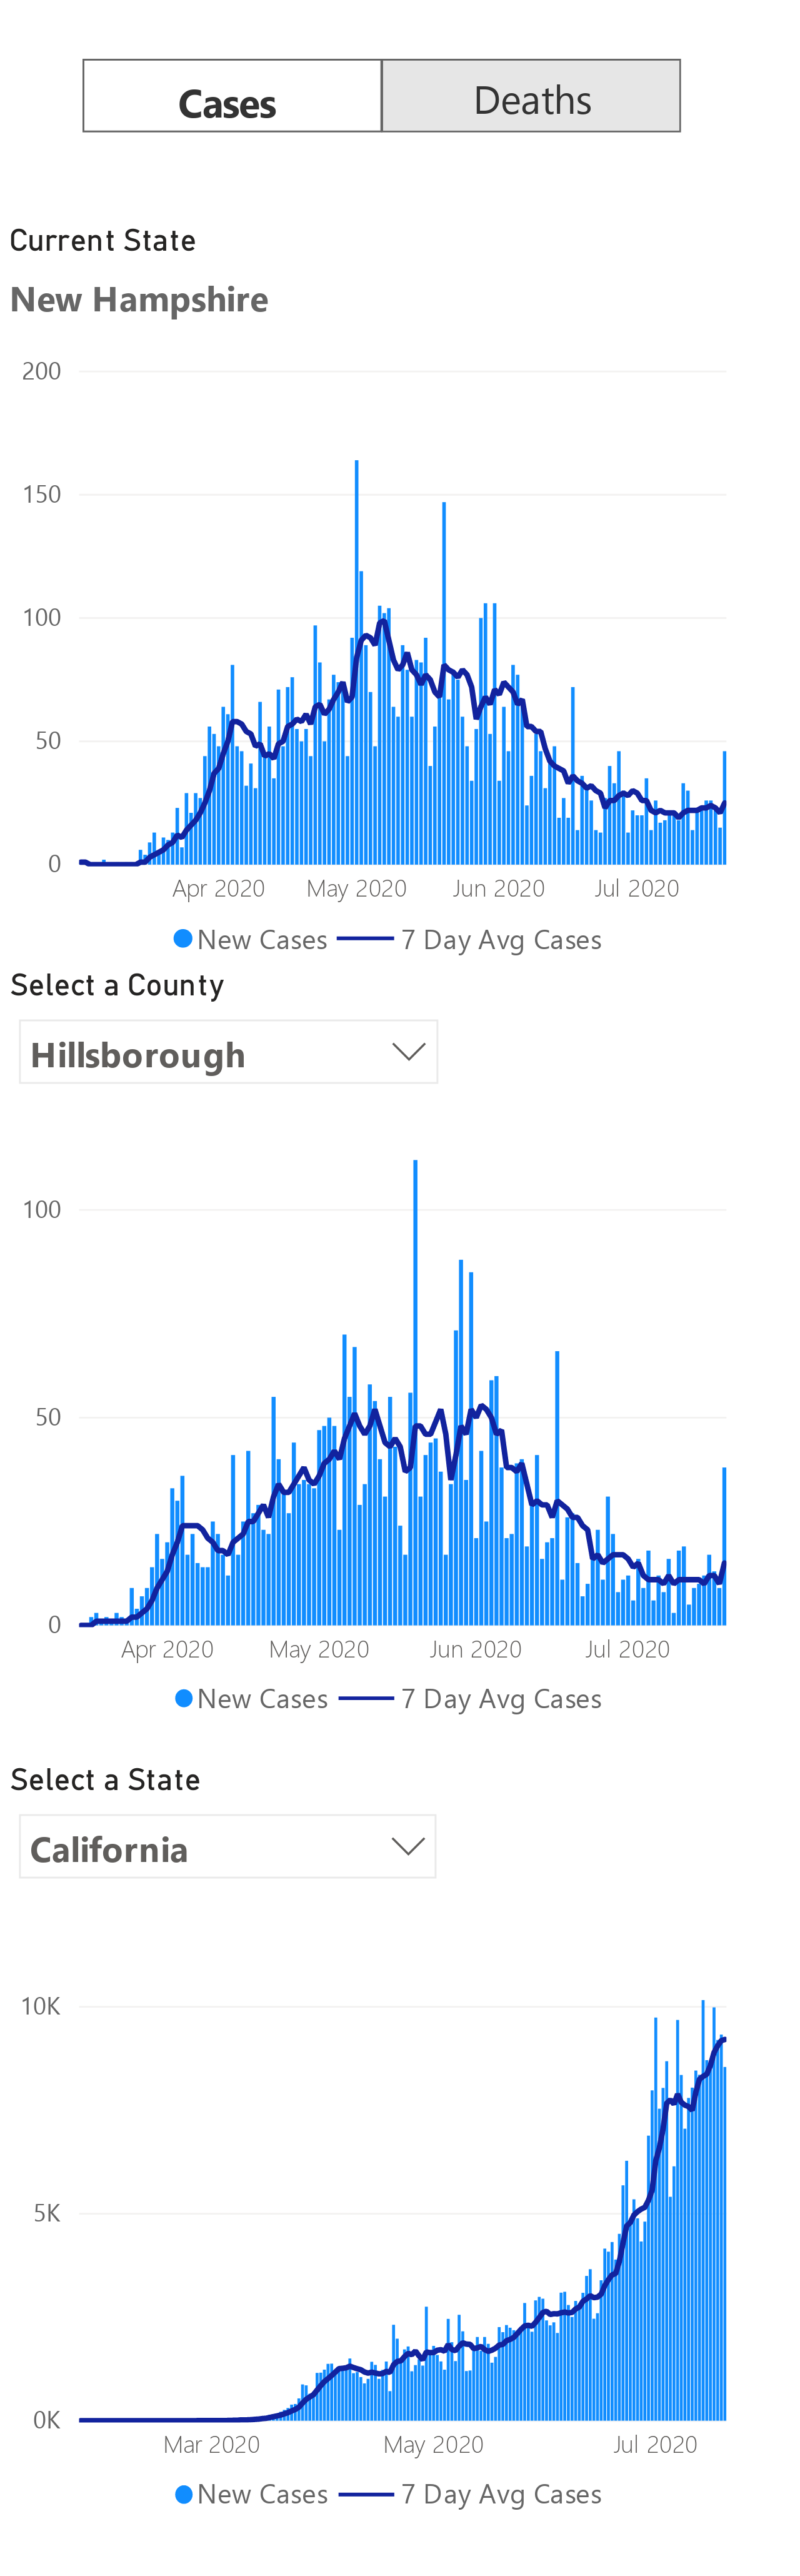 Cases Deaths
Current State
New Hampshire
200
150
100
50
0
Apr 2020 May 2020 Jun 2020 Jul 2020
New Cases 7 Day Avg Cases
Select a County
Hillsborough
100
50
0
Apr 2020 May 2020 Jun 2020 Jul 2020
New Cases 7 Day Avg Cases
Select a State
California
10K
5K
0K
Mar 2020 May 2020 Jul 2020
New Cases 7 Day Avg Cases